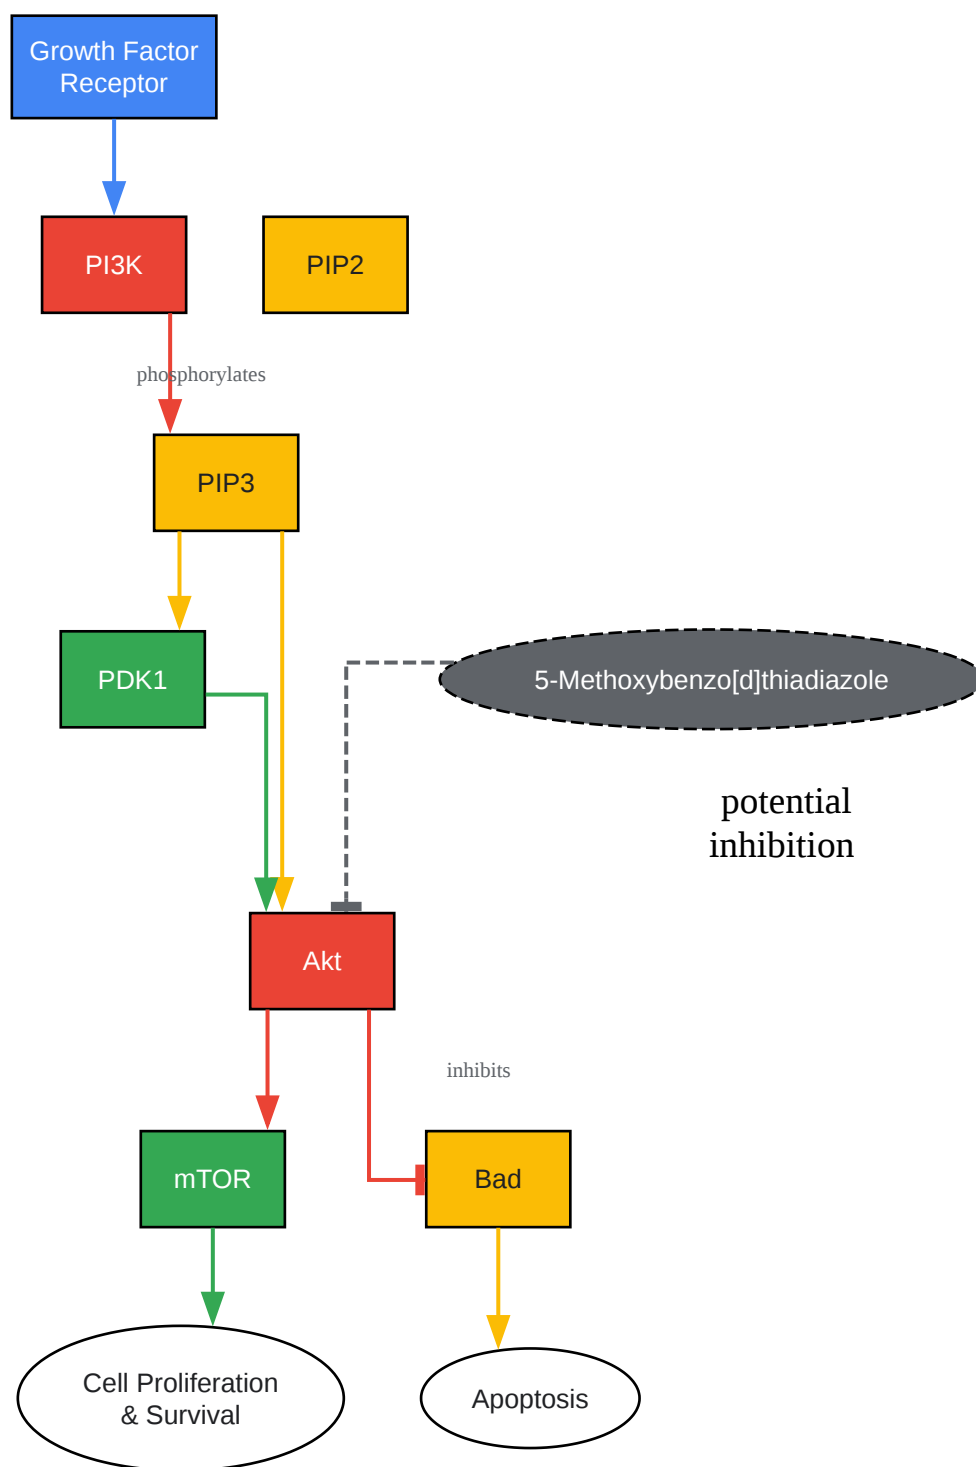 Growth Factor
Receptor
PI3K
PIP2
phosphorylates
PIP3
PDK1
5-Methoxybenzo[d]thiadiazole
potential
inhibition
Akt
inhibits
mTOR
Bad
Cell Proliferation
& Survival
Apoptosis